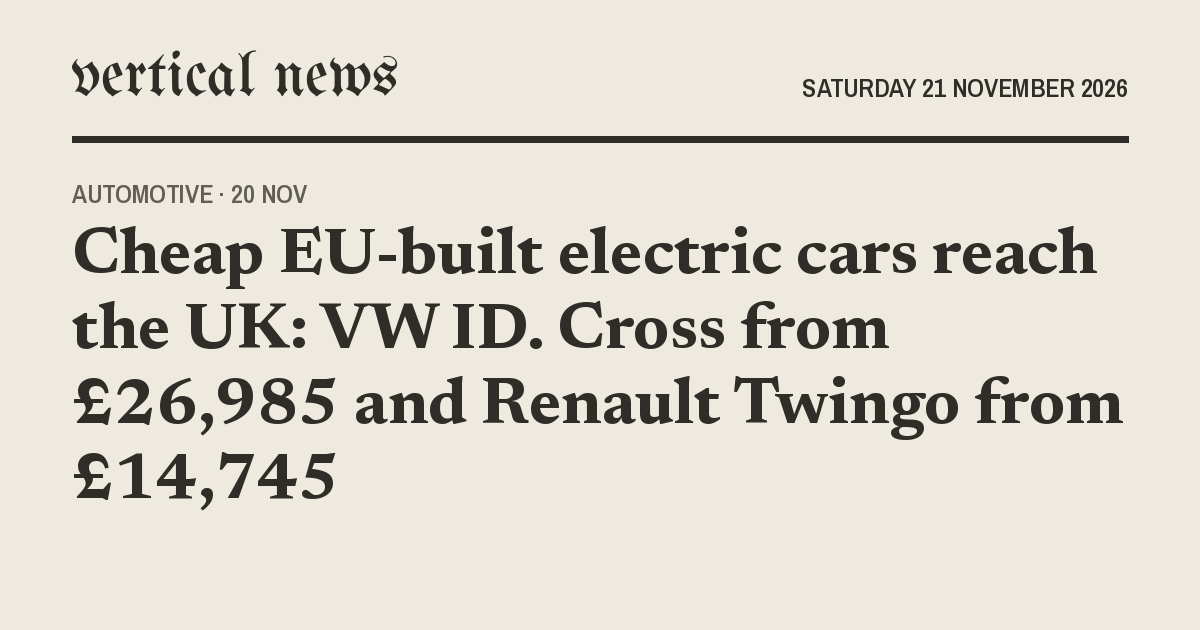 vertical news
SATURDAY 21 NOVEMBER 2026
AUTOMOTIVE · 20 NOV
Cheap EU-built electric cars reach
the UK: VW ID. Cross from
£26,985 and Renault Twingo from
£14,745